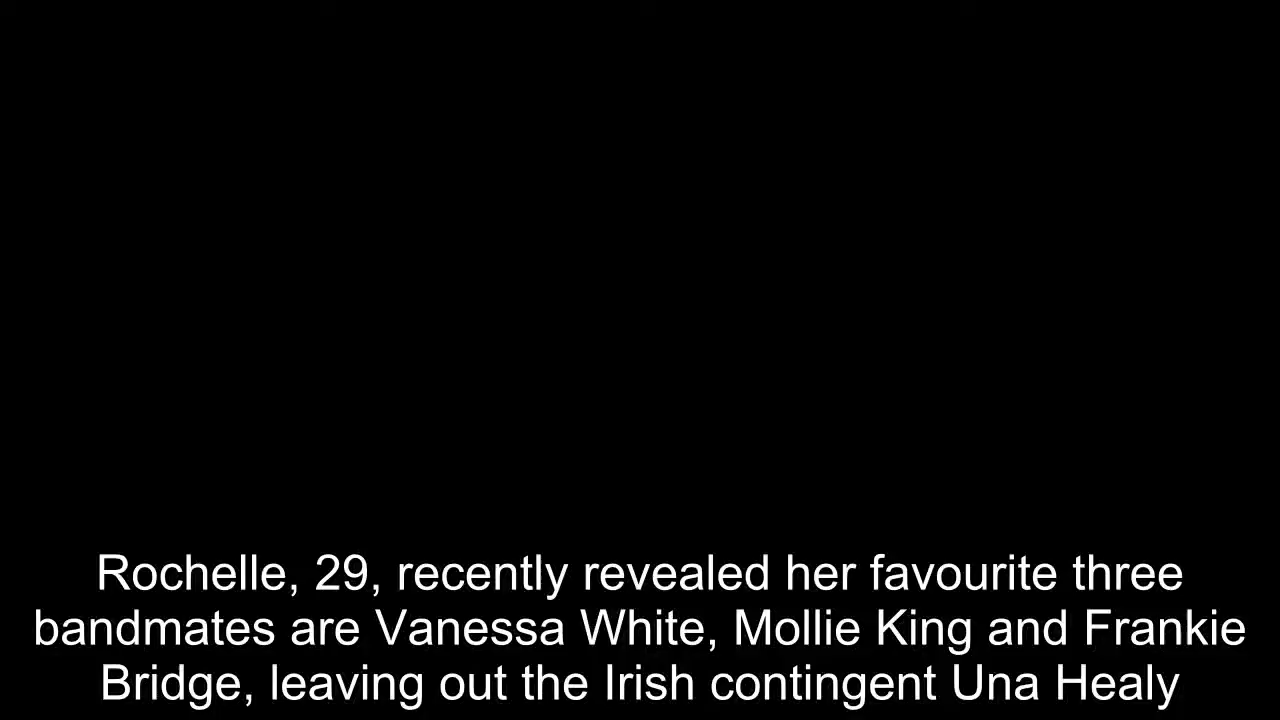 Rochelle, 29, recently revealed her favourite three
bandmates are Vanessa White, Mollie King and Frankie
Bridge, leaving out the Irish contingent Una Healy